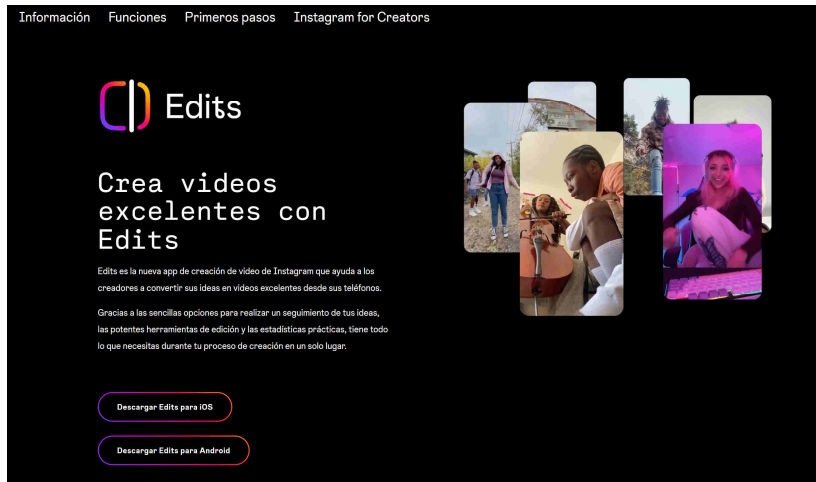 Información Funciones Primeros pasos Instagram for Creators
Edits
Crea videos
excelentes con
Edits
Edits es la nueva app de creación de video de Instagram que ayuda a los
creadores a convertir sus ideas en videos excelentes desde sus teléfonos.
Gracias a las sencillas opciones para realizar un seguimiento de tus ideas,
las potentes herramientas de edición y las estadísticas prácticas, tiene todo
lo que necesitas durante tu proceso de creación en un solo lugar.
Descargar Edits para iOS
Descargar Edits para Android